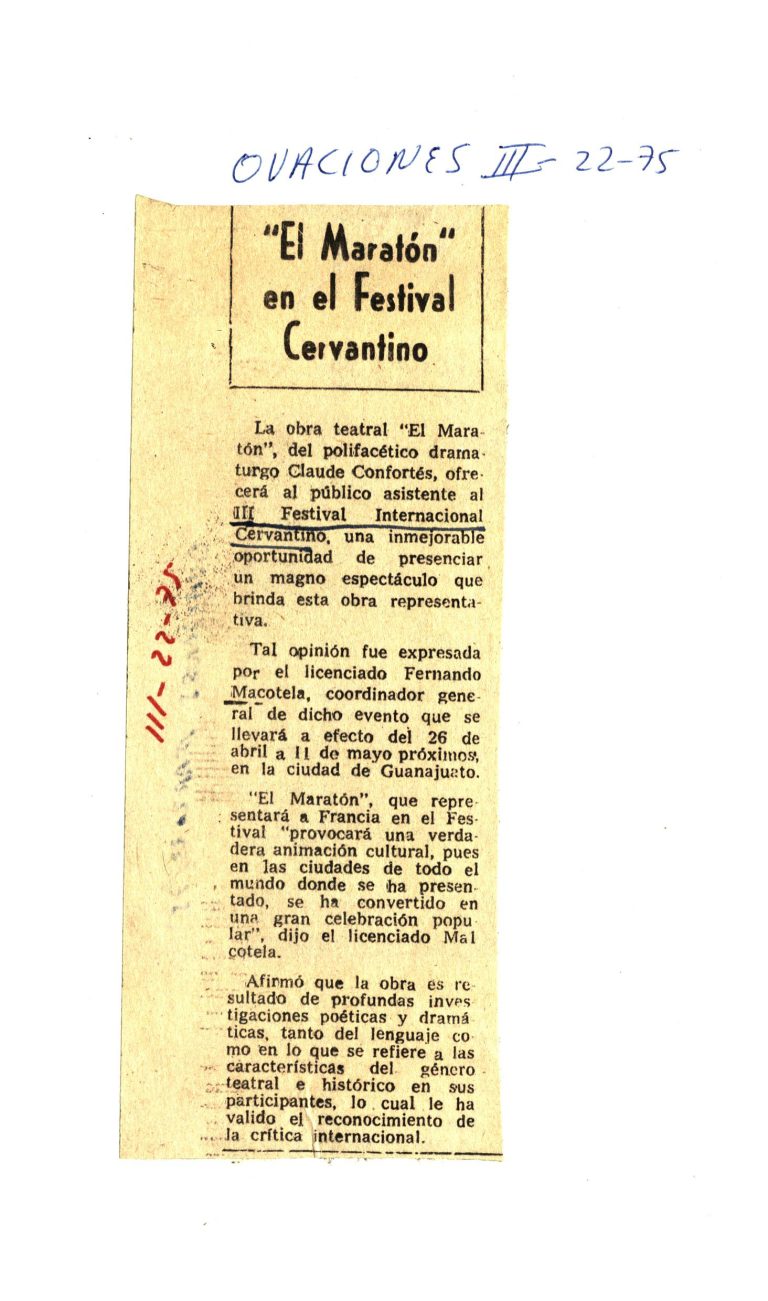 OVACIONES III- 22-75
"El Maratón"
en el Festival
Cervantino
La obra teatral "El Mara-
tón", del polifacético drama-
turgo Claude Confortés, ofre-
cerá al público asistente al
III Festival Internacional
Cervantino, una inmejorable
oportunidad de presenciar
un magno espectáculo que
brinda esta obra representa-
tiva.
Tal opinión fue expresada
por el licenciado Fernando
Macotela, coordinador gene-
ral de dicho evento que se
llevará a efecto del 26 de
abril a 11 de mayo próximos,
en la ciudad de Guanajuato.
"El Maratón", que repre-
sentará a Francia en el Fes-
tival "provocará una verda-
dera animación cultural, pues
en las ciudades de todo el
mundo donde se ha presen-
tado, se ha convertido en
una gran celebración popu
lar", dijo el licenciado Mal
cotela.
Afirmó que la obra es re-
sultado de profundas inves
tigaciones poéticas y dramá
ticas, tanto del lenguaje co
mo en lo que se refiere a las
características del género
teatral e histórico en sus
participantes, lo cual le ha
valido el reconocimiento de
la crítica internacional.
III-22-75